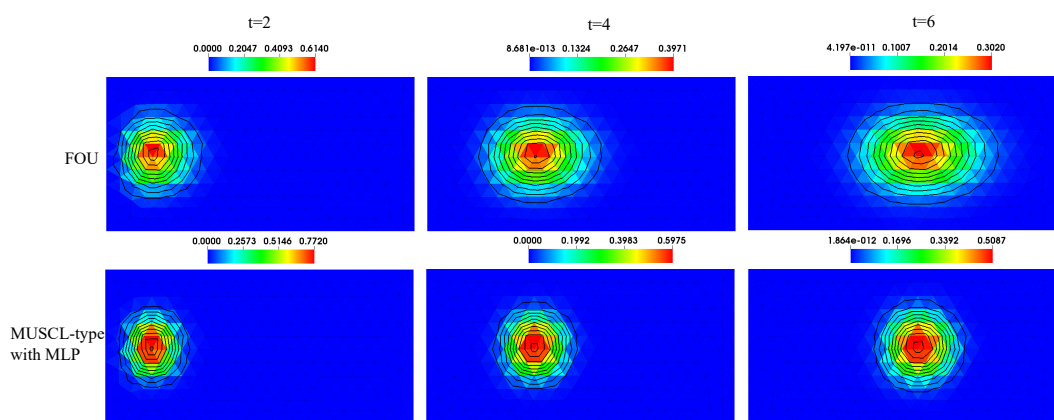 t=2
t=4
t=6
0.0000 0.2047 0.4093 0.6140
8.681e-013 0.1324 0.2647 0.3971
4.197e-011 0.1007 0.2014 0.3020
FOU
0.0000 0.2573 0.5146 0.7720
0.0000 0.1992 0.3983 0.5975
1.864e-012 0.1696 0.3392 0.5087
MUSCL-type
with MLP